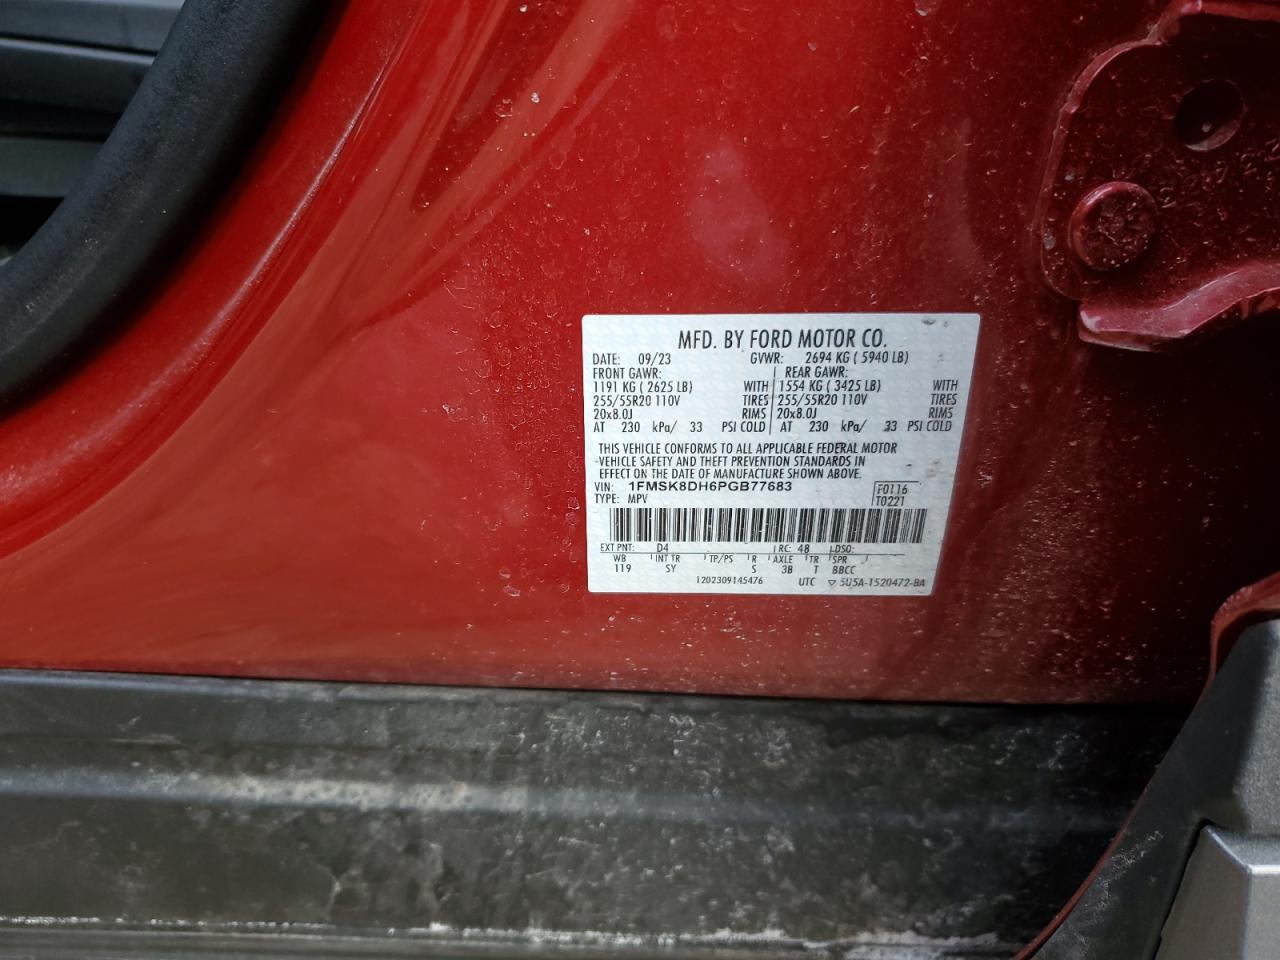 MFD. BY FORD MOTOR CO.
DATE: 09/23 GVWR: 2694 KG ( 5940 LB)
FRONT GAWR: REAR GAWR:
1191 KG ( 2625 LB) WITH 1554 KG ( 3425 LB) WITH
255/55R20 110V TIRES 255/55R20 110V TIRES
20x8.0J RIMS 20x8.0J RIMS
AT 230 kPa/ 33 PSI COLD AT 230 kPa/ 33 PSI COLD
THIS VEHICLE CONFORMS TO ALL APPLICABLE FEDERAL MOTOR
VEHICLE SAFETY AND THEFT PREVENTION STANDARDS IN
EFFECT ON THE DATE OF MANUFACTURE SHOWN ABOVE.
VIN: 1FMSK8DH6PGB77683 F0116
TYPE: MPV T0221
EXT PNT: D4 RC: 48 DSO:
WB INT TR TP/PS R AXLE TR SPR
119 SY S 3B T BBCC
1202309145476 UTC ▽ 5U5A-1520472-BA